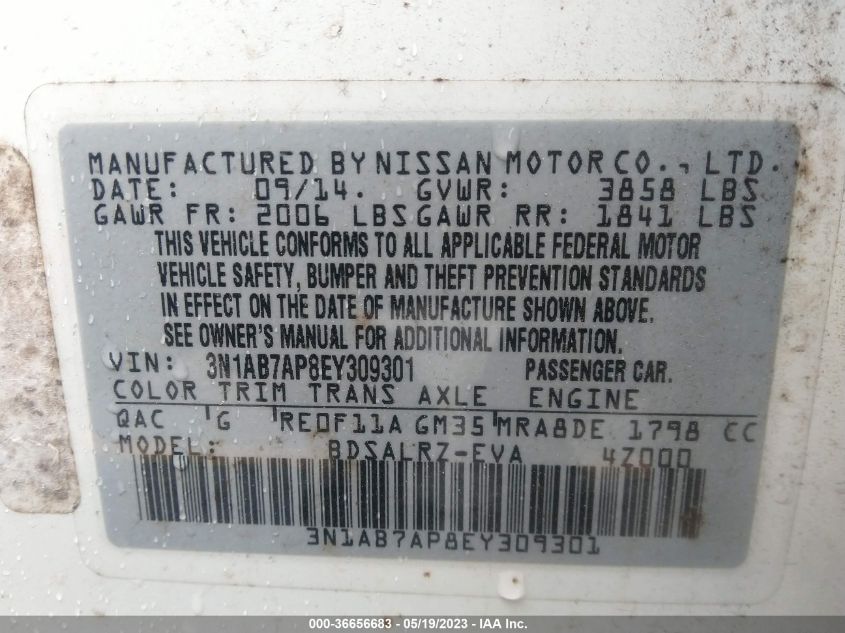 MANUFACTURED BY NISSAN MOTOR CO., LTD.
DATE: 09/14. GVWR: 3858 LBS
GAWR FR: 2006 LBS GAWR RR: 1841 LBS
THIS VEHICLE CONFORMS TO ALL APPLICABLE FEDERAL MOTOR
VEHICLE SAFETY, BUMPER AND THEFT PREVENTION STANDARDS
IN EFFECT ON THE DATE OF MANUFACTURE SHOWN ABOVE.
SEE OWNER'S MANUAL FOR ADDITIONAL INFORMATION.
VIN: 3N1AB7AP8EY309301 PASSENGER CAR.
COLOR TRIM TRANS AXLE ENGINE
QAC G RE0F11A GM35 MRA8DE 1798 CC
MODEL: BDSALRZ-EVA 4Z000
3N1AB7AP8EY309301
000-36656683 - 05/19/2023 - IAA Inc.